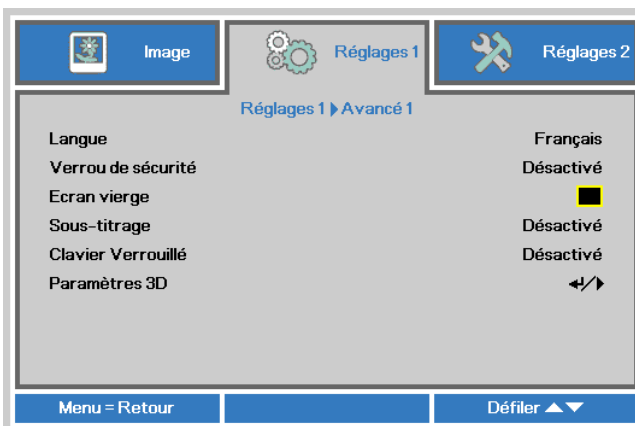 Image
Réglages 1
Réglages 2
Réglages 1 Avancé 1
Langue Français
Verrou de sécurité Désactivé
Ecran vierge
Sous-titrage Désactivé
Clavier Verrouillé Désactivé
Paramètres 3D
Menu = Retour
Défiler